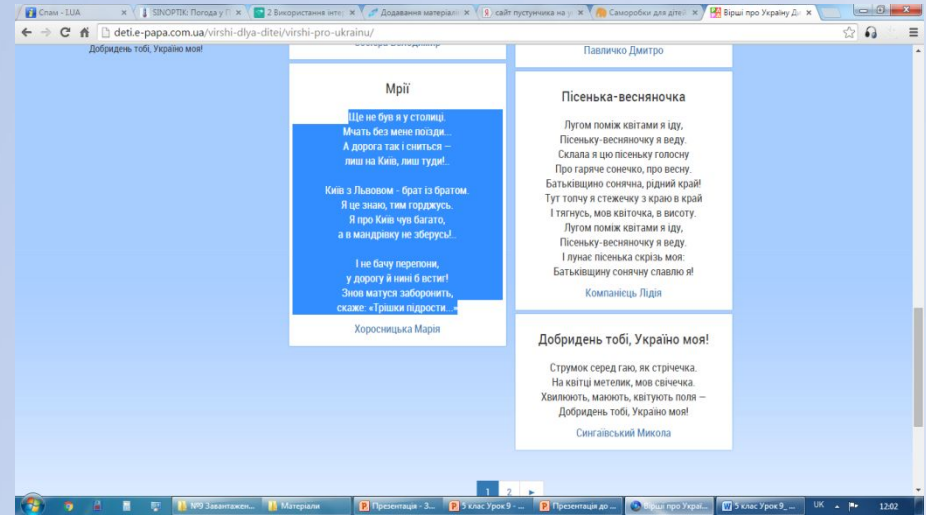 Спам - I.UA
SINOPTIK: Погода у П
2 Використання інте
Додавання матеріал
сайт пустунчика на у
Саморобки для дітей
Вірші про Україну Ди
deti.e-papa.com.ua/virshi-dlya-ditei/virshi-pro-ukrainu/
Добридень тобі, Україно моя!
Мрії
Ще не був я у столиці.
Мчать без мене поїзди...
А дорога так і сниться —
лиш на Київ, лиш туди!..
Київ з Львовом - брат із братом.
Я це знаю, тим горджусь.
Я про Київ чув багато,
а в мандрівку не зберусь!..
І не бачу перепони,
у дорогу й нині б встиг!
Знов матуся заборонить,
скаже: «Трішки підрости...»
Хоросницька Марія
Павличко Дмитро
Пісенька-весняночка
Лугом поміж квітами я іду,
Пісеньку-весняночку я веду.
Склала я цю пісеньку голосну
Про гаряче сонечко, про весну.
Батьківщино сонячна, рідний край!
Тут топчу я стежечку з краю в край
І тягнусь, мов квіточка, в висоту.
Лугом поміж квітами я іду,
Пісеньку-весняночку я веду.
І лунає пісенька скрізь моя:
Батьківщину сонячну славлю я!
Компанієць Лідія
Добридень тобі, Україно моя!
Струмок серед гаю, як стрічечка.
На квітці метелик, мов свічечка.
Хвилюють, маюють, квітують поля —
Добридень тобі, Україно моя!
Сингаївський Микола
1 2 ►
№9 Завантажен...
Матеріали
Презентація - З...
5 клас Урок 9 - ...
Презентація до ...
Вірші про Украї...
5 клас Урок 9_ ...
UK
12:02